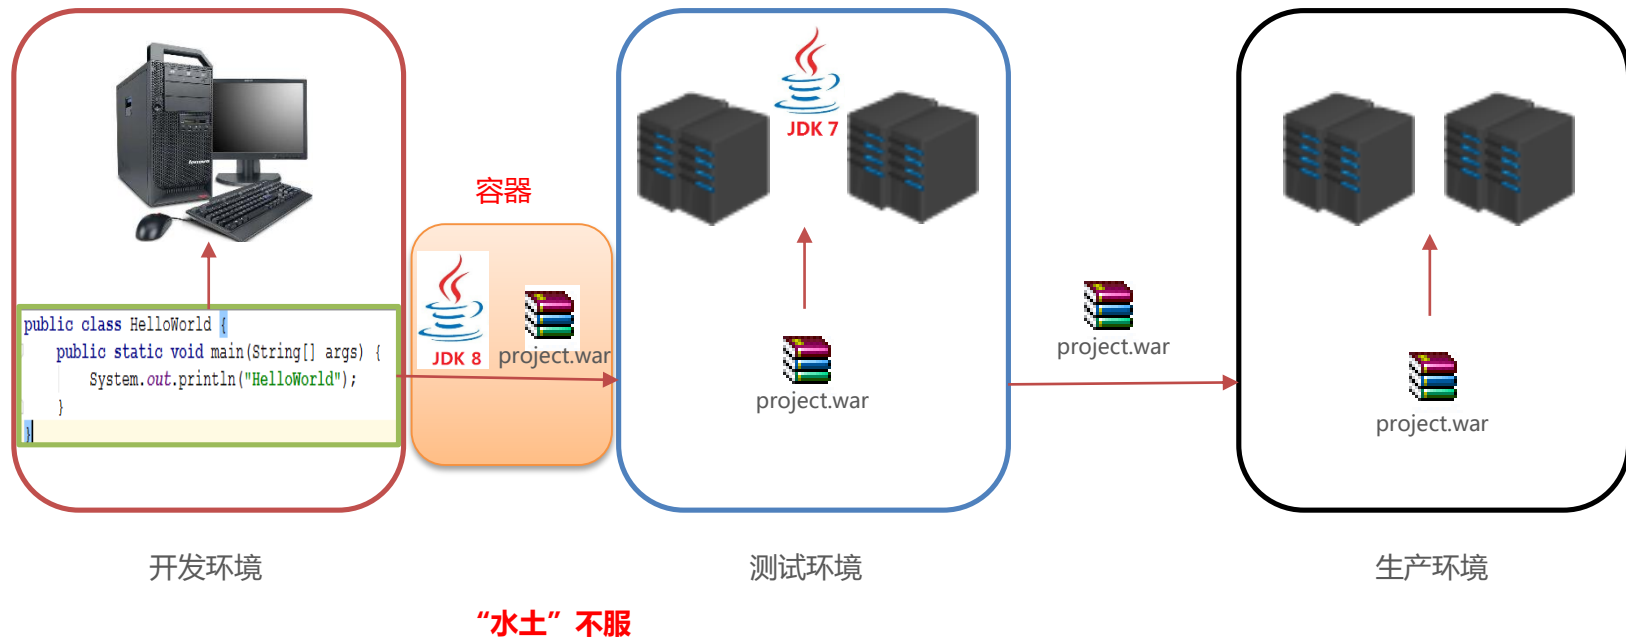 public class HelloWorld {
public static void main(String[] args) {
System.out.println("HelloWorld");
}
}
开发环境
容器
JDK 8
project.war
“水土”不服
JDK 7
project.war
测试环境
project.war
project.war
生产环境